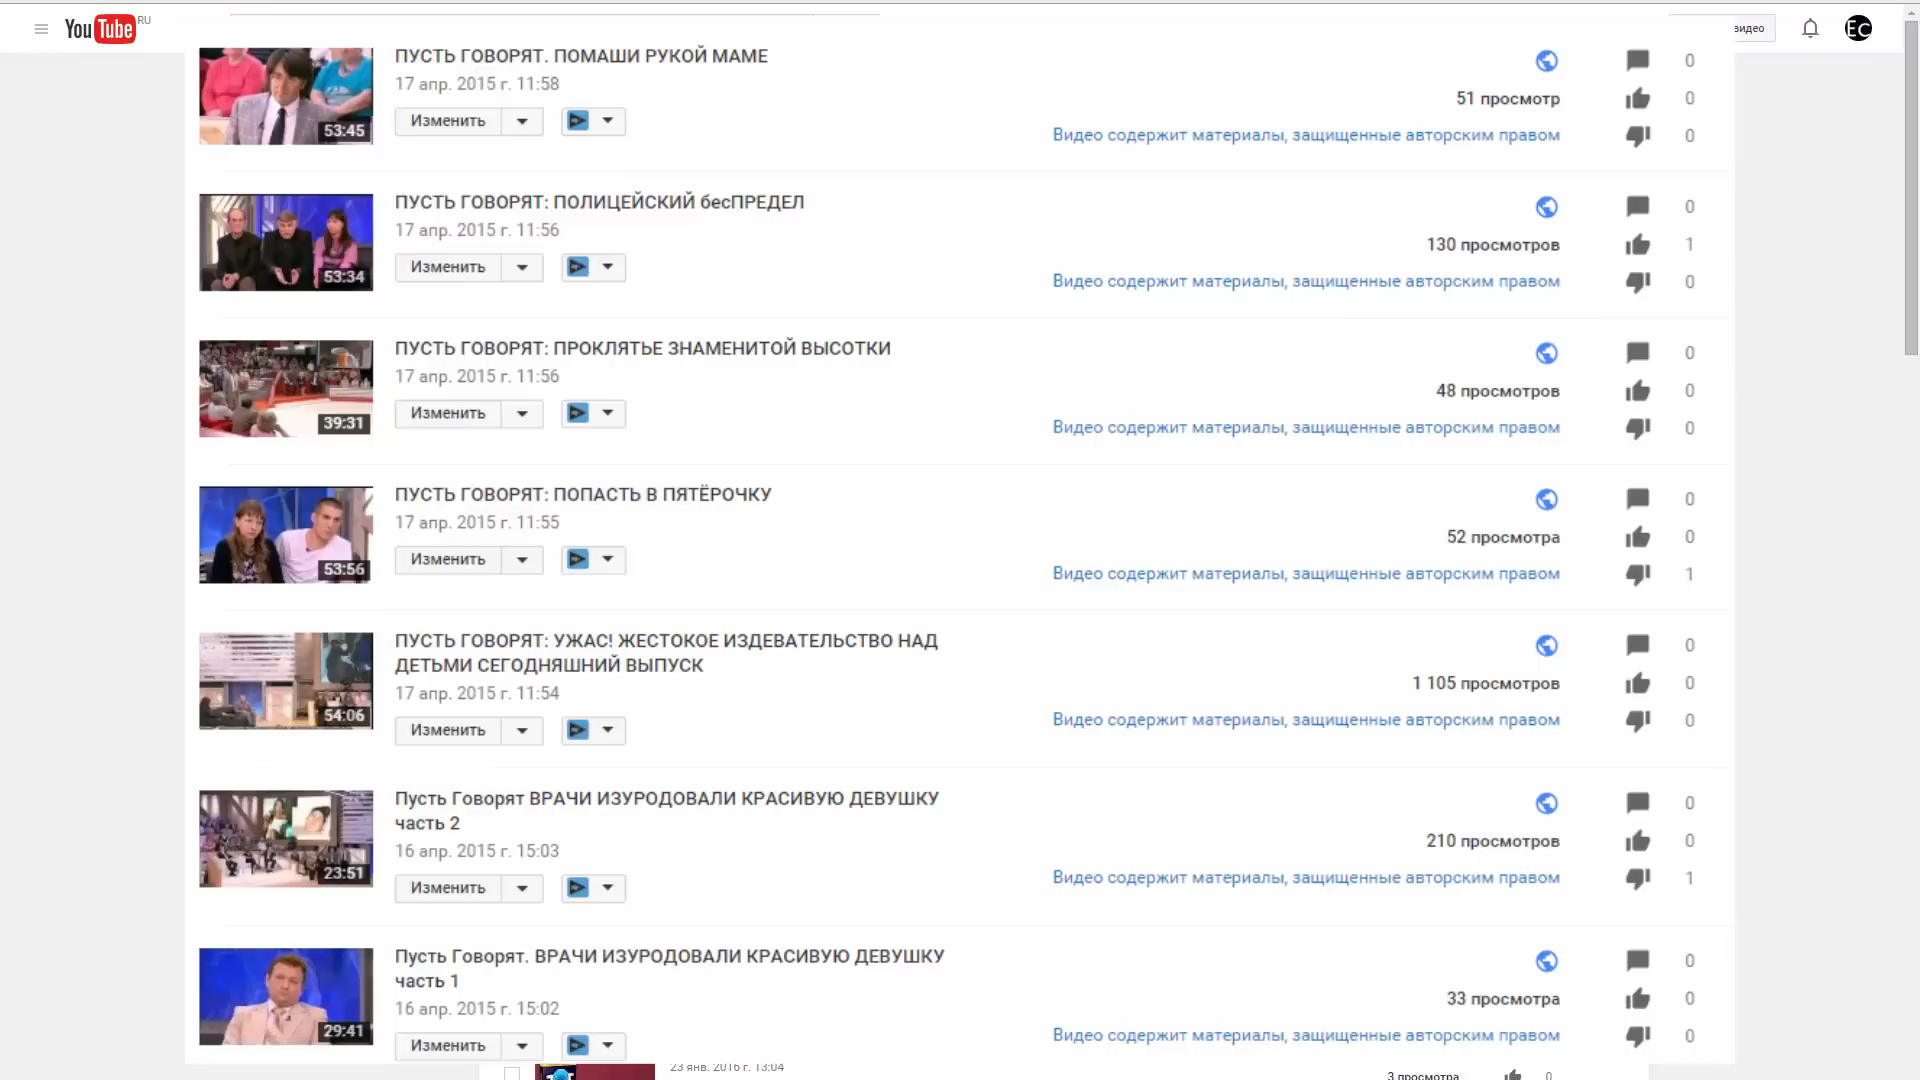 YouTube RU
видео
EC
ПУСТЬ ГОВОРЯТ. ПОМАШИ РУКОЙ МАМЕ
17 апр. 2015 г. 11:58
Изменить
53:45
0
51 просмотр
0
Видео содержит материалы, защищенные авторским правом
0
ПУСТЬ ГОВОРЯТ: ПОЛИЦЕЙСКИЙ бесПРЕДЕЛ
17 апр. 2015 г. 11:56
Изменить
53:34
0
130 просмотров
1
Видео содержит материалы, защищенные авторским правом
0
ПУСТЬ ГОВОРЯТ: ПРОКЛЯТЬЕ ЗНАМЕНИТОЙ ВЫСОТКИ
17 апр. 2015 г. 11:56
Изменить
39:31
0
48 просмотров
0
Видео содержит материалы, защищенные авторским правом
0
ПУСТЬ ГОВОРЯТ: ПОПАСТЬ В ПЯТЁРОЧКУ
17 апр. 2015 г. 11:55
Изменить
53:56
0
52 просмотра
0
Видео содержит материалы, защищенные авторским правом
1
ПУСТЬ ГОВОРЯТ: УЖАС! ЖЕСТОКОЕ ИЗДЕВАТЕЛЬСТВО НАД
ДЕТЬМИ СЕГОДНЯШНИЙ ВЫПУСК
17 апр. 2015 г. 11:54
Изменить
54:06
0
1 105 просмотров
0
Видео содержит материалы, защищенные авторским правом
0
Пусть Говорят ВРАЧИ ИЗУРОДОВАЛИ КРАСИВУЮ ДЕВУШКУ
часть 2
16 апр. 2015 г. 15:03
Изменить
23:51
0
210 просмотров
0
Видео содержит материалы, защищенные авторским правом
1
Пусть Говорят. ВРАЧИ ИЗУРОДОВАЛИ КРАСИВУЮ ДЕВУШКУ
часть 1
16 апр. 2015 г. 15:02
Изменить
29:41
0
33 просмотра
0
Видео содержит материалы, защищенные авторским правом
0
23 янв. 2016 г. 13:04
3 просмотра
0